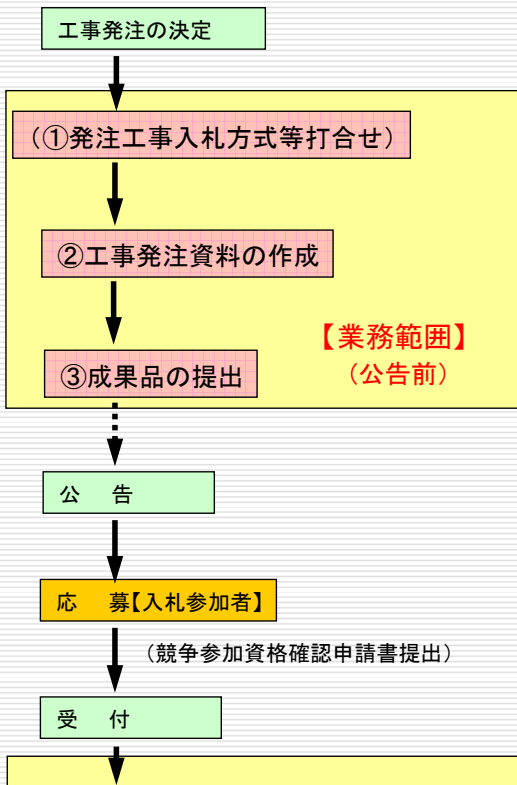 工事発注の決定
(①発注工事入札方式等打合せ)
②工事発注資料の作成
【業務範囲】
(公告前)
③成果品の提出
公　告
応　募【入札参加者】
(競争参加資格確認申請書提出)
受　付